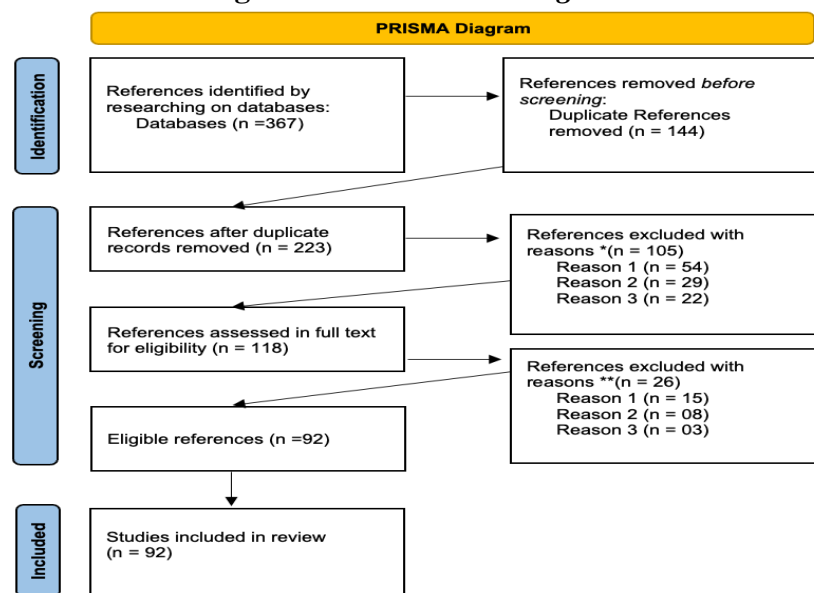 PRISMA Diagram
Identification
References identified by
researching on databases:
Databases (n =367)
References removed before
screening:
Duplicate References
removed (n = 144)
Screening
References after duplicate
records removed (n = 223)
References excluded with
reasons *(n = 105)
Reason 1 (n = 54)
Reason 2 (n = 29)
Reason 3 (n = 22)
References assessed in full text
for eligibility (n = 118)
References excluded with
reasons **(n = 26)
Reason 1 (n = 15)
Reason 2 (n = 08)
Reason 3 (n = 03)
Eligible references (n =92)
Included
Studies included in review
(n = 92)